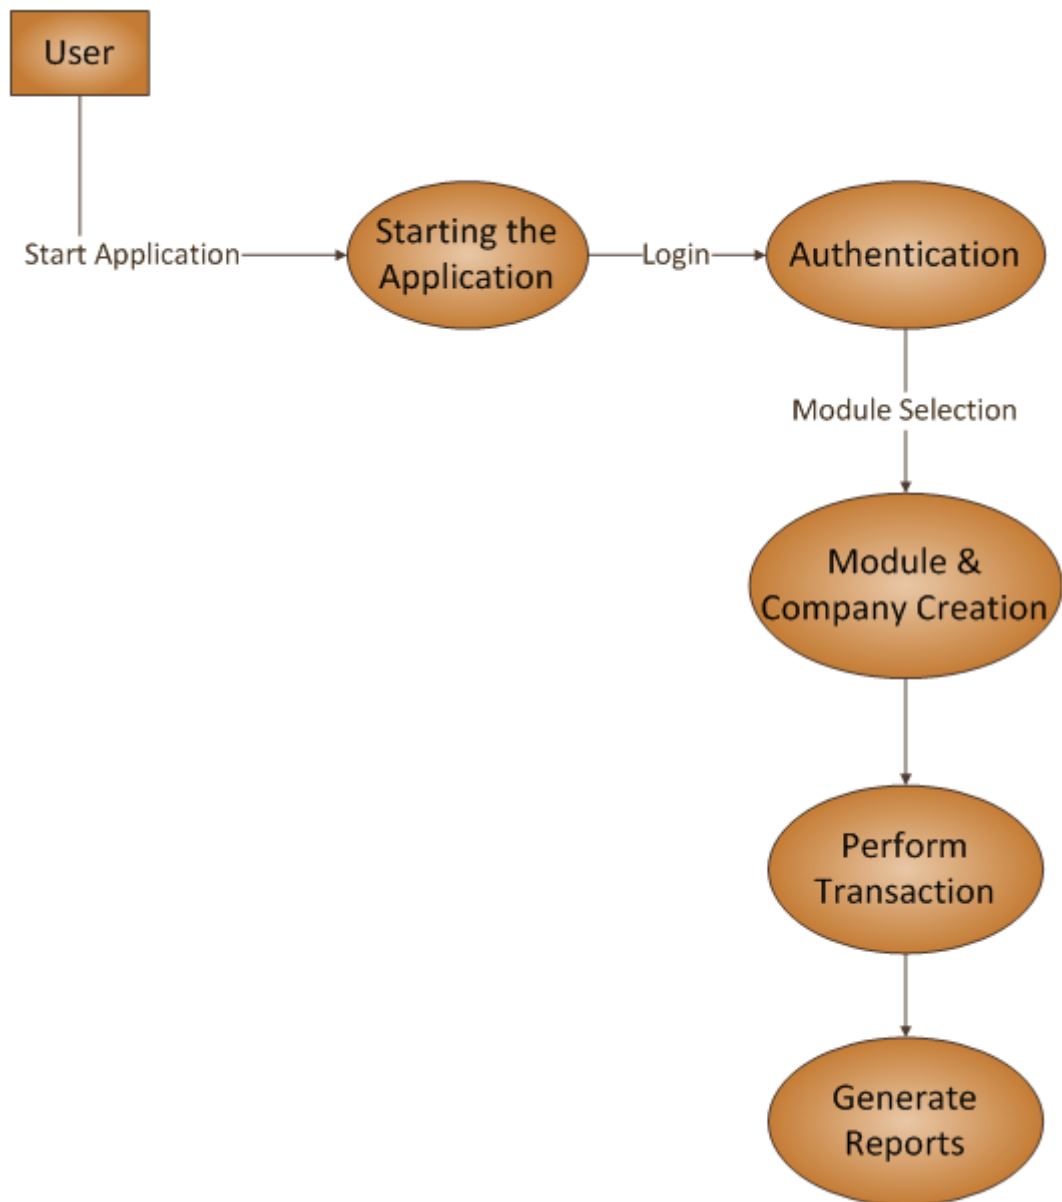 User
Start Application
Starting the
Application
Login
Authentication
Module Selection
Module &
Company Creation
Perform
Transaction
Generate
Reports